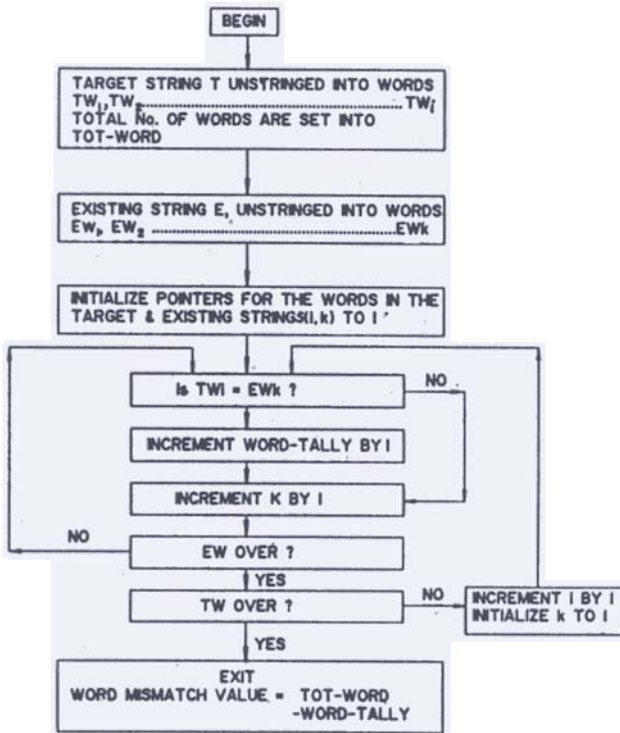 BEGIN
TARGET STRING T UNSTRINGED INTO WORDS
TW1,TW2.................................................TWi
TOTAL No. OF WORDS ARE SET INTO
TOT-WORD
EXISTING STRING E, UNSTRINGED INTO WORDS
EW1, EW2 ................................................EWk
INITIALIZE POINTERS FOR THE WORDS IN THE
TARGET & EXISTING STRINGS(I,k) TO I '
Is TWI = EWk ?
NO
INCREMENT WORD-TALLY BY I
INCREMENT K BY I
NO
EW OVER ?
YES
TW OVER ?
NO
INCREMENT I BY I
INITIALIZE k TO I
YES
EXIT
WORD MISMATCH VALUE = TOT-WORD
-WORD-TALLY